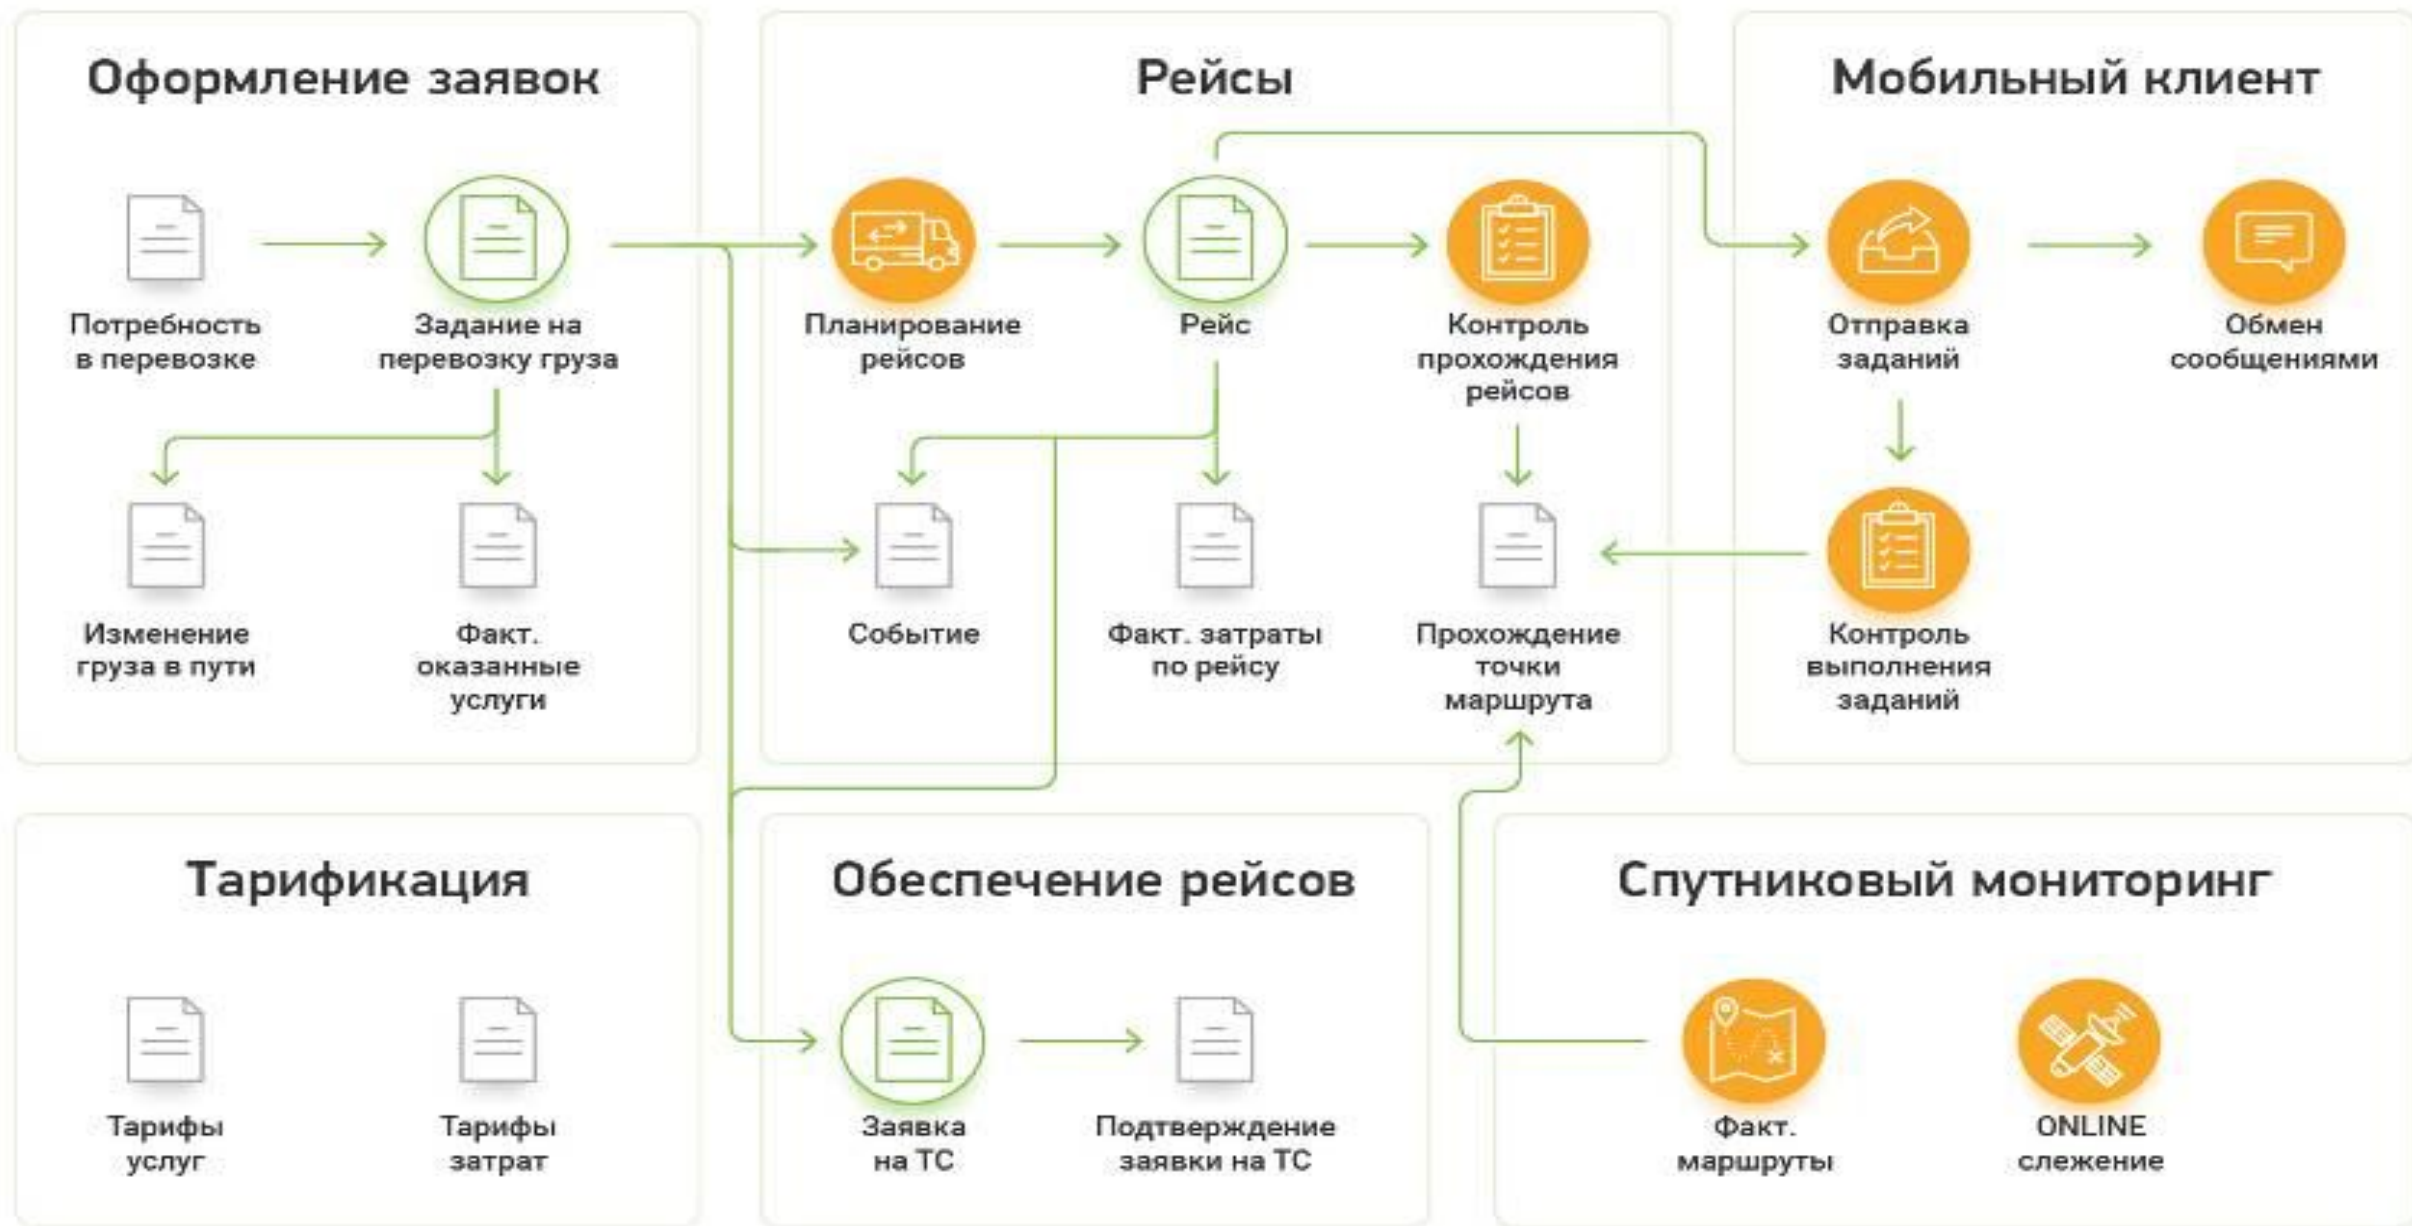 Оформление заявок
Потребность
в перевозке
Задание на
перевозку груза
Изменение
груза в пути
Факт.
оказанные
услуги
Рейсы
Планирование
рейсов
Рейс
Контроль
прохождения
рейсов
Событие
Факт. затраты
по рейсу
Прохождение
точки
маршрута
Мобильный клиент
Отправка
заданий
Обмен
сообщениями
Контроль
выполнения
заданий
Тарификация
Тарифы
услуг
Тарифы
затрат
Обеспечение рейсов
Заявка
на ТС
Подтверждение
заявки на ТС
Спутниковый мониторинг
Факт.
маршруты
ONLINE
слежение